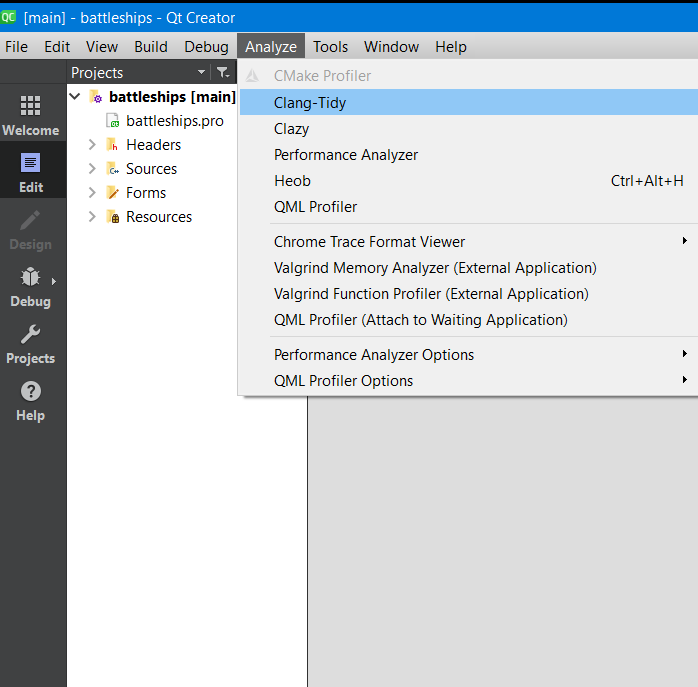 QC [main] - battleships - Qt Creator
File Edit View Build Debug Analyze Tools Window Help
Projects
battleships [main]
battleships.pro
Headers
Sources
Forms
Resources
Welcome
Edit
Design
Debug
Projects
Help
CMake Profiler
Clang-Tidy
Clazy
Performance Analyzer
Heob Ctrl+Alt+H
QML Profiler
Chrome Trace Format Viewer
Valgrind Memory Analyzer (External Application)
Valgrind Function Profiler (External Application)
QML Profiler (Attach to Waiting Application)
Performance Analyzer Options
QML Profiler Options